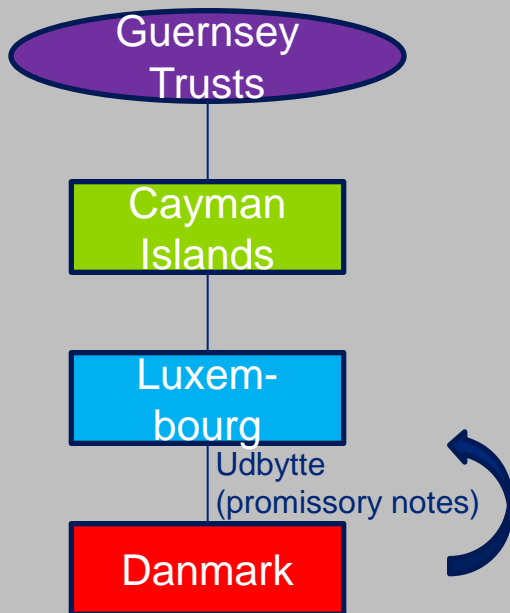 Guernsey
Trusts
Cayman
Islands
Luxem-
bourg
Udbytte
(promissory notes)
Danmark